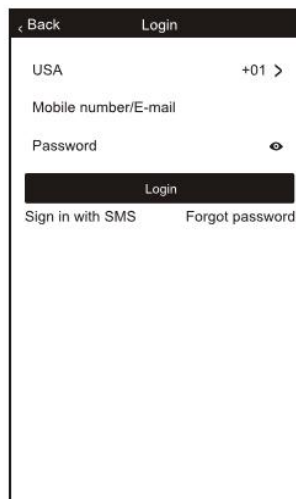 ‹ Back Login
USA +01 >
Mobile number/E-mail
Password
Login
Sign in with SMS Forgot password